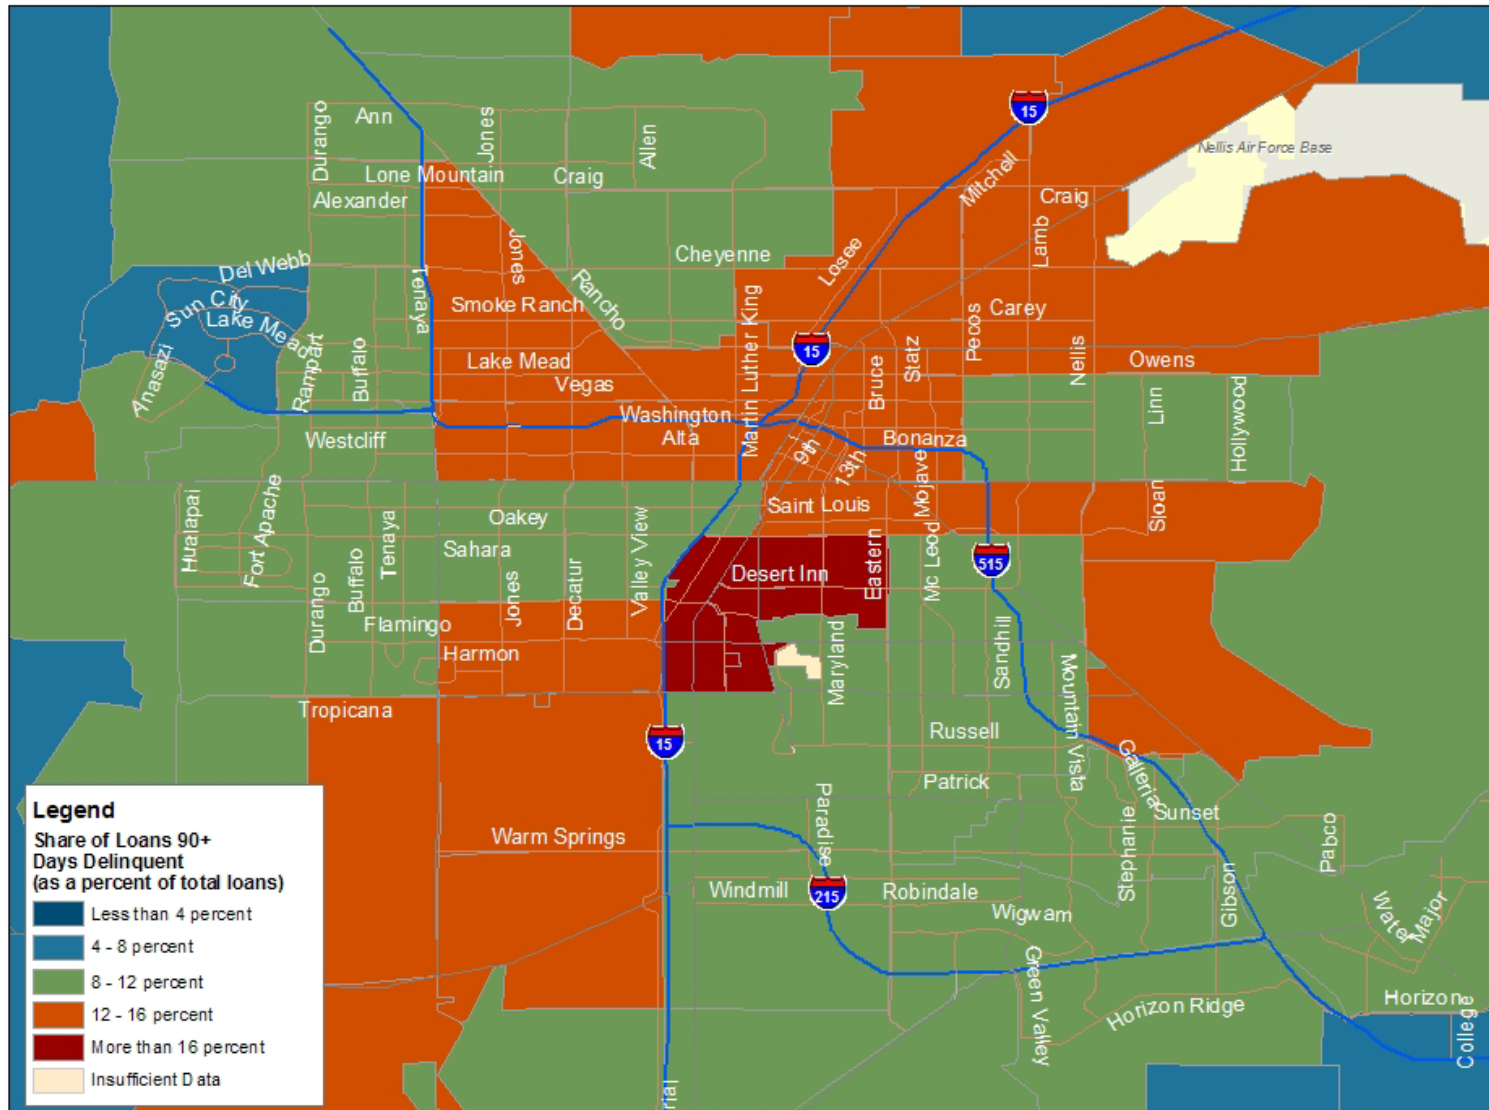 15
Nellis Air Force Base
Ann
Durango
Jones
Allen
Lone Mountain
Craig
Alexander
Mitchell
Craig
Lamb
Cheyenne
Losee
Jones
Del Webb
Tenaya
Rancho
Sun City
Lake Mead
Smoke Ranch
Martin Luther King
Carey
Pecos
Nellis
15
Anasazi
Rampart
Buffalo
Lake Mead
Vegas
Bruce
Statz
Owens
Linn
Hollywood
Washington
Alta
Westcliff
9th
13th
Bonanza
Mojave
Hualapai
Fort Apache
Oakey
Saint Louis
Sloan
Tenaya
Sahara
Valley View
Desert Inn
Eastern
Mc Leod
515
Durango
Buffalo
Jones
Decatur
Flamingo
Harmon
Maryland
Sandhill
Mountain Vista
Tropicana
15
Russell
Galleria
Patrick
Sunset
Paradise
Stephanie
Pabco
Warm Springs
Windmill
215
Robindale
Wigwam
Gibson
Water
Major
Green Valley
Horizon Ridge
Horizon
College
rial
Legend
Share of Loans 90+
Days Delinquent
(as a percent of total loans)
Less than 4 percent
4 - 8 percent
8 - 12 percent
12 - 16 percent
More than 16 percent
Insufficient Data